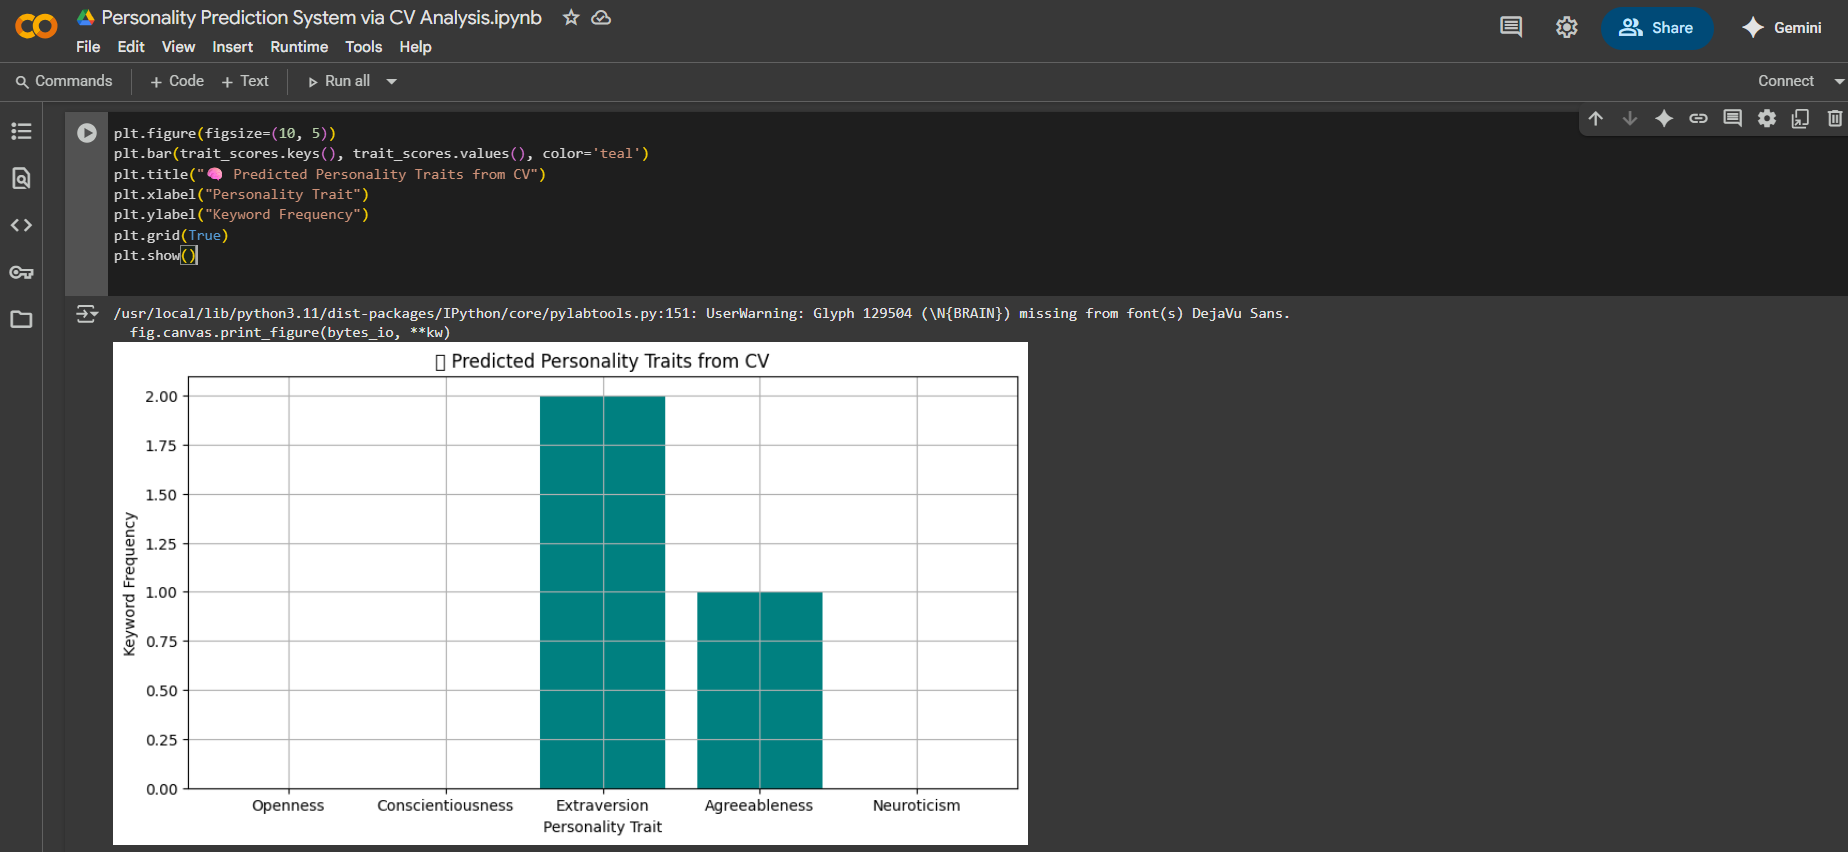 Personality Prediction System via CV Analysis.ipynb
File Edit View Insert Runtime Tools Help
Share
Gemini
Commands + Code + Text Run all
Connect
plt.figure(figsize=(10, 5))
plt.bar(trait_scores.keys(), trait_scores.values(), color='teal')
plt.title("🧠 Predicted Personality Traits from CV")
plt.xlabel("Personality Trait")
plt.ylabel("Keyword Frequency")
plt.grid(True)
plt.show()
/usr/local/lib/python3.11/dist-packages/IPython/core/pylabtools.py:151: UserWarning: Glyph 129504 (\N{BRAIN}) missing from font(s) DejaVu Sans.
fig.canvas.print_figure(bytes_io, **kw)
▯ Predicted Personality Traits from CV
Keyword Frequency
2.00
1.75
1.50
1.25
1.00
0.75
0.50
0.25
0.00
Openness Conscientiousness Extraversion Agreeableness Neuroticism
Personality Trait